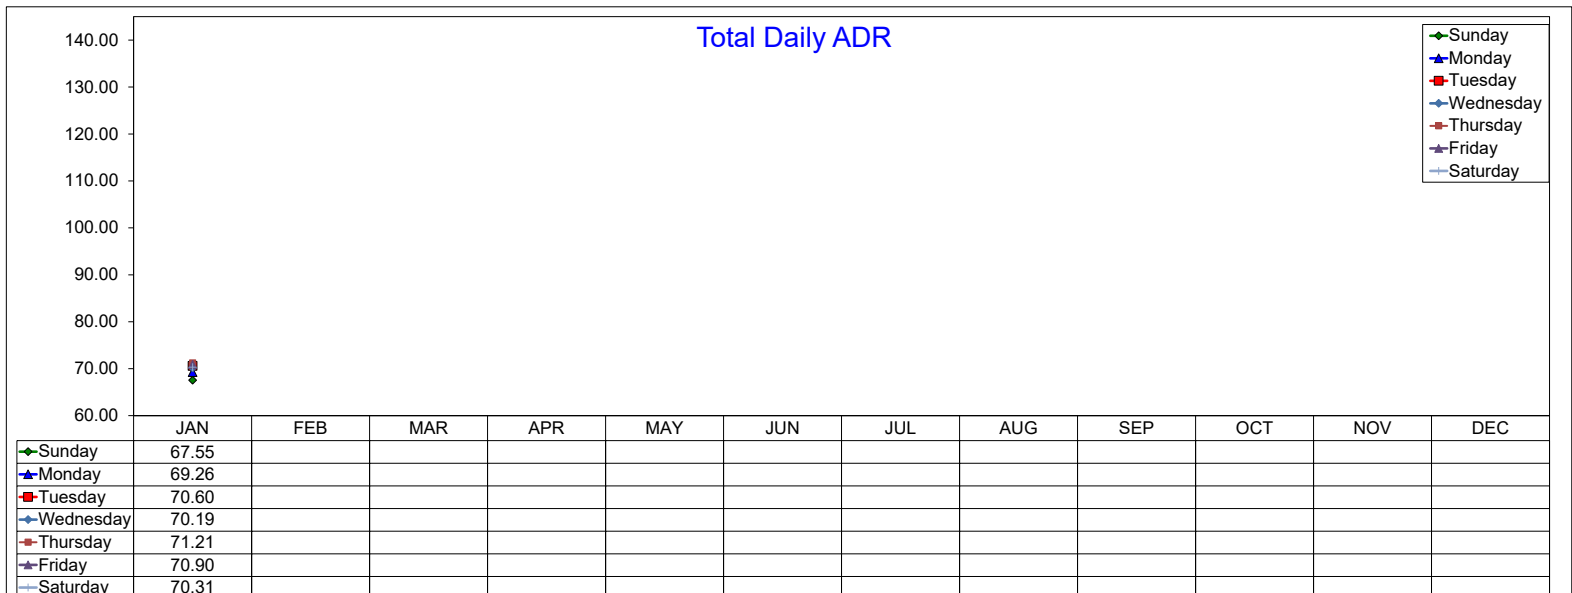 Total Daily ADR
140.00
130.00
120.00
110.00
100.00
90.00
80.00
70.00
60.00
Sunday
Monday
Tuesday
Wednesday
Thursday
Friday
Saturday
JAN FEB MAR APR MAY JUN JUL AUG SEP OCT NOV DEC
Sunday 67.55
Monday 69.26
Tuesday 70.60
Wednesday 70.19
Thursday 71.21
Friday 70.90
Saturday 70.31